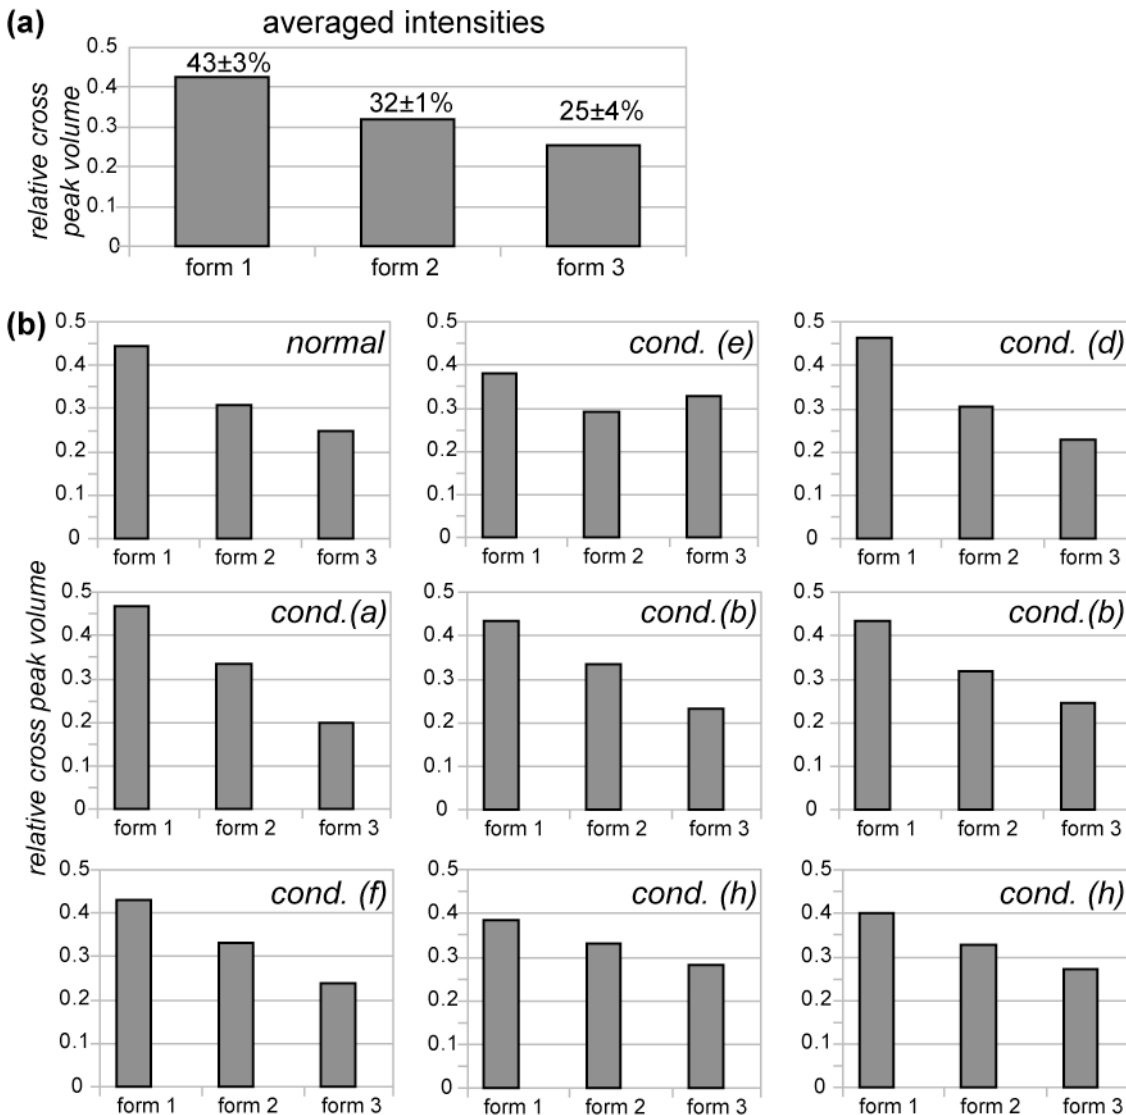 (a)
averaged intensities
relative cross
peak volume
0.5
0.4
0.3
0.2
0.1
0
43±3%
32±1%
25±4%
form 1 form 2 form 3
(b)
relative cross peak volume
0.5
0.4
0.3
0.2
0.1
0
normal
form 1 form 2 form 3
0.5
0.4
0.3
0.2
0.1
0
cond. (e)
form 1 form 2 form 3
0.5
0.4
0.3
0.2
0.1
0
cond. (d)
form 1 form 2 form 3
0.5
0.4
0.3
0.2
0.1
0
cond.(a)
form 1 form 2 form 3
0.5
0.4
0.3
0.2
0.1
0
cond.(b)
form 1 form 2 form 3
0.5
0.4
0.3
0.2
0.1
0
cond.(b)
form 1 form 2 form 3
0.5
0.4
0.3
0.2
0.1
0
cond. (f)
form 1 form 2 form 3
0.5
0.4
0.3
0.2
0.1
0
cond. (h)
form 1 form 2 form 3
0.5
0.4
0.3
0.2
0.1
0
cond. (h)
form 1 form 2 form 3